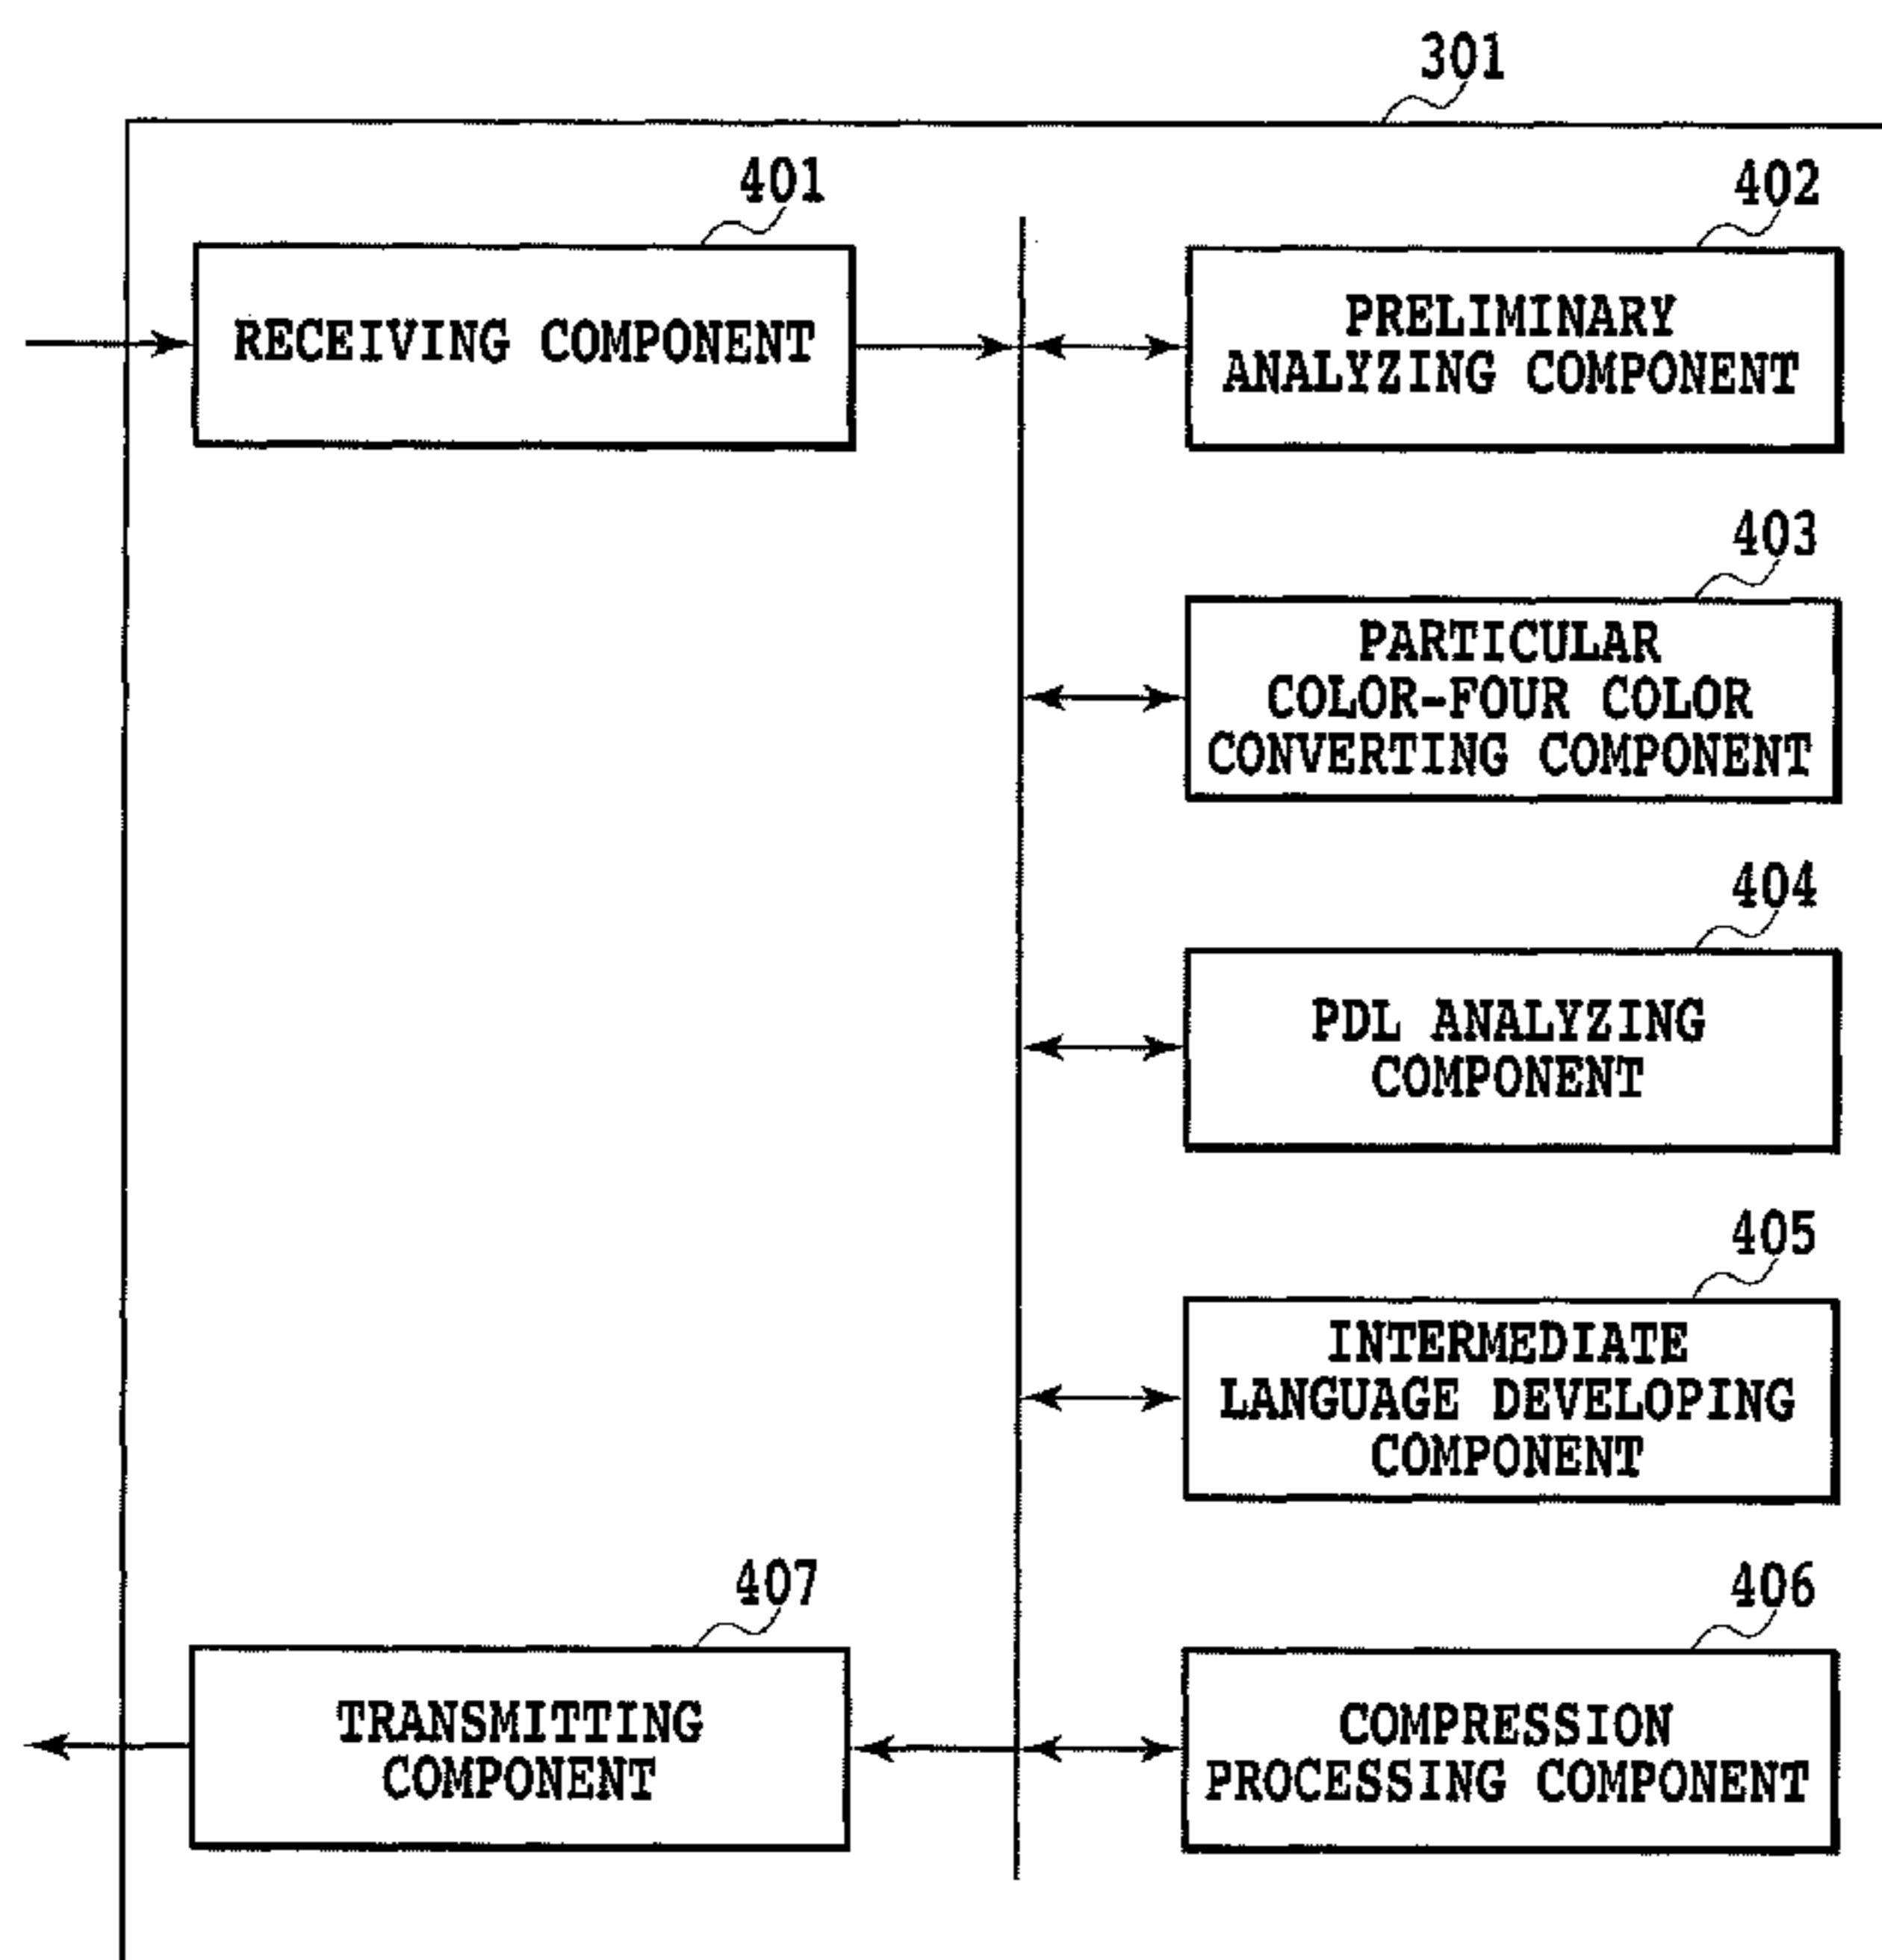 301
401
RECEIVING COMPONENT
402
PRELIMINARY
ANALYZING COMPONENT
403
PARTICULAR
COLOR-FOUR COLOR
CONVERTING COMPONENT
404
PDL ANALYZING
COMPONENT
405
INTERMEDIATE
LANGUAGE DEVELOPING
COMPONENT
407
TRANSMITTING
COMPONENT
406
COMPRESSION
PROCESSING COMPONENT